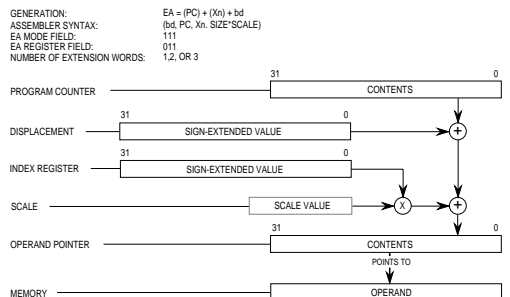 GENERATION: EA = (PC) + (Xn) + bd
ASSEMBLER SYNTAX: (bd, PC, Xn. SIZE*SCALE)
EA MODE FIELD: 111
EA REGISTER FIELD: 011
NUMBER OF EXTENSION WORDS: 1,2, OR 3
31 0
PROGRAM COUNTER CONTENTS
31 0
DISPLACEMENT SIGN-EXTENDED VALUE +
31 0
INDEX REGISTER SIGN-EXTENDED VALUE
SCALE SCALE VALUE X +
31 0
OPERAND POINTER CONTENTS
POINTS TO
MEMORY OPERAND